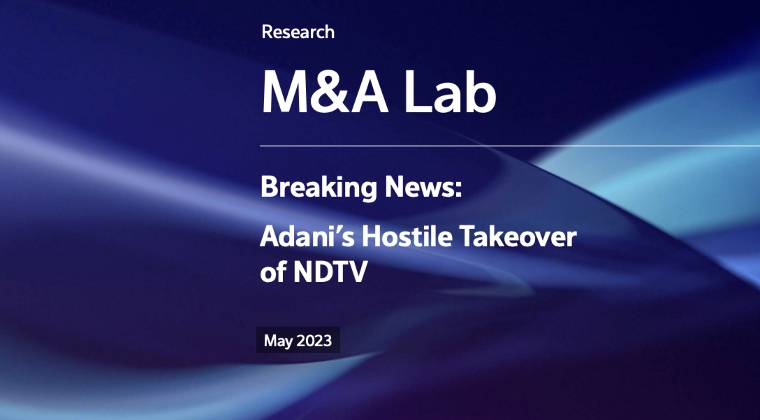 Research
M&A Lab
Breaking News:
Adani’s Hostile Takeover
of NDTV
May 2023